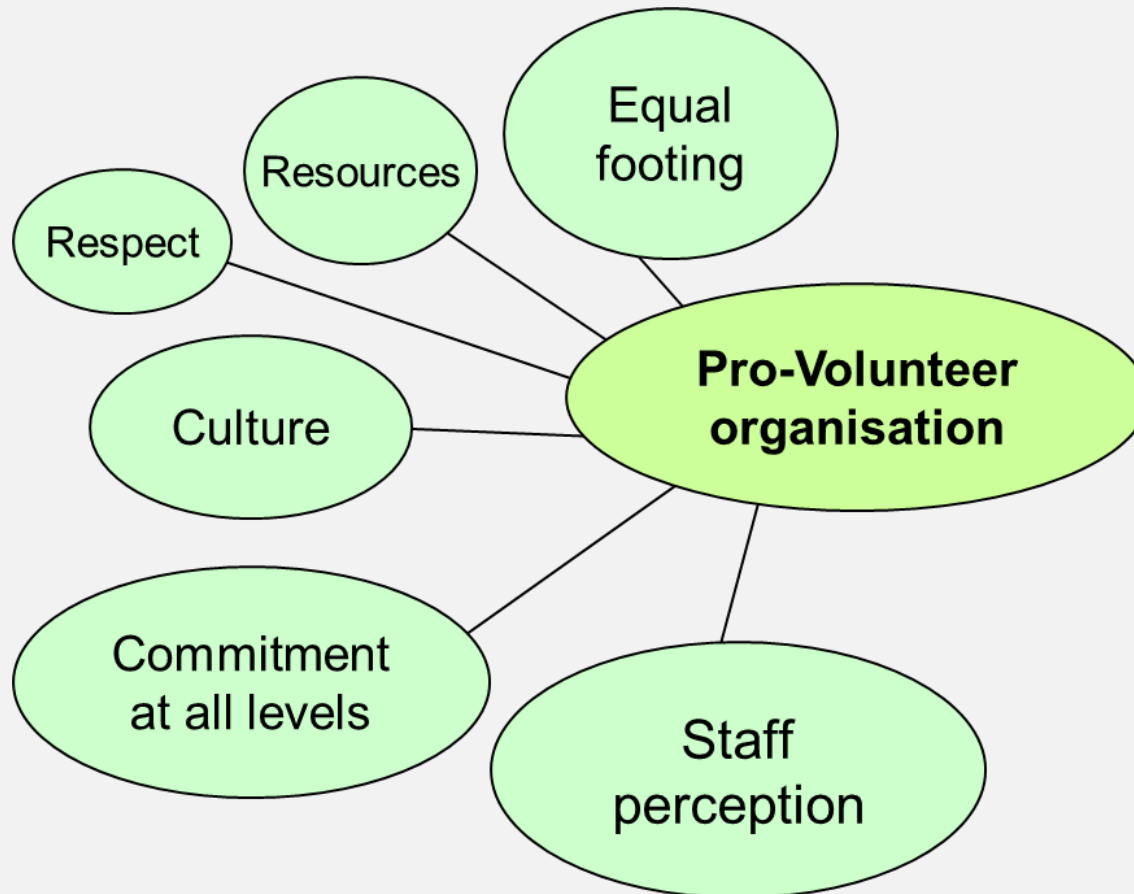 Equal
footing
Resources
Respect
Pro-Volunteer
organisation
Culture
Commitment
at all levels
Staff
perception